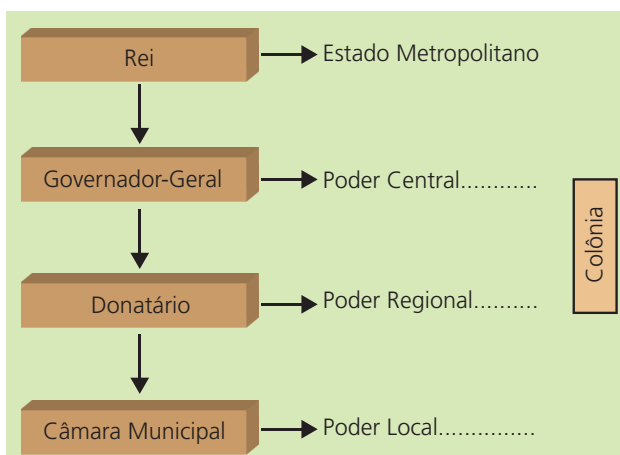 Rei
Estado Metropolitano
Governador-Geral
Poder Central............
Colônia
Donatário
Poder Regional..........
Câmara Municipal
Poder Local...............